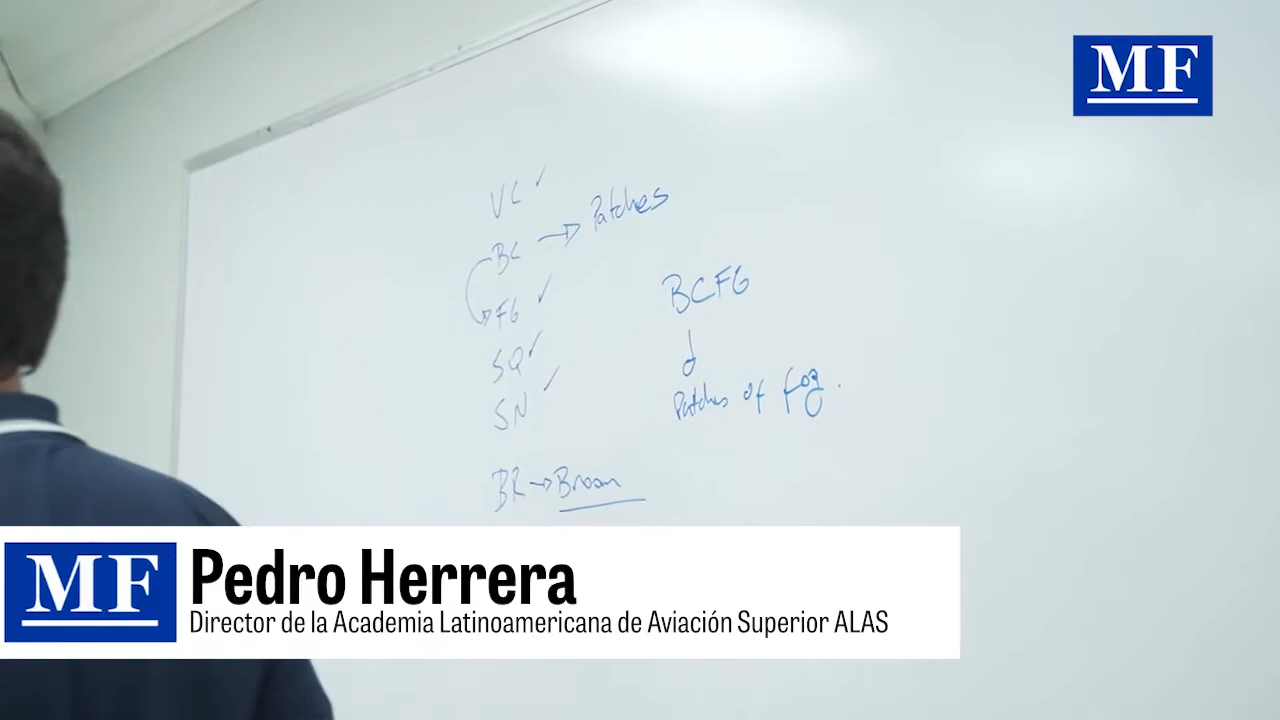 MF
VC ✓
BC → Patches
FG ✓
SQ ✓
SN ✓
BR → Broom
BCFG
Patches of fog.
MF
Pedro Herrera
Director de la Academia Latinoamericana de Aviación Superior ALAS